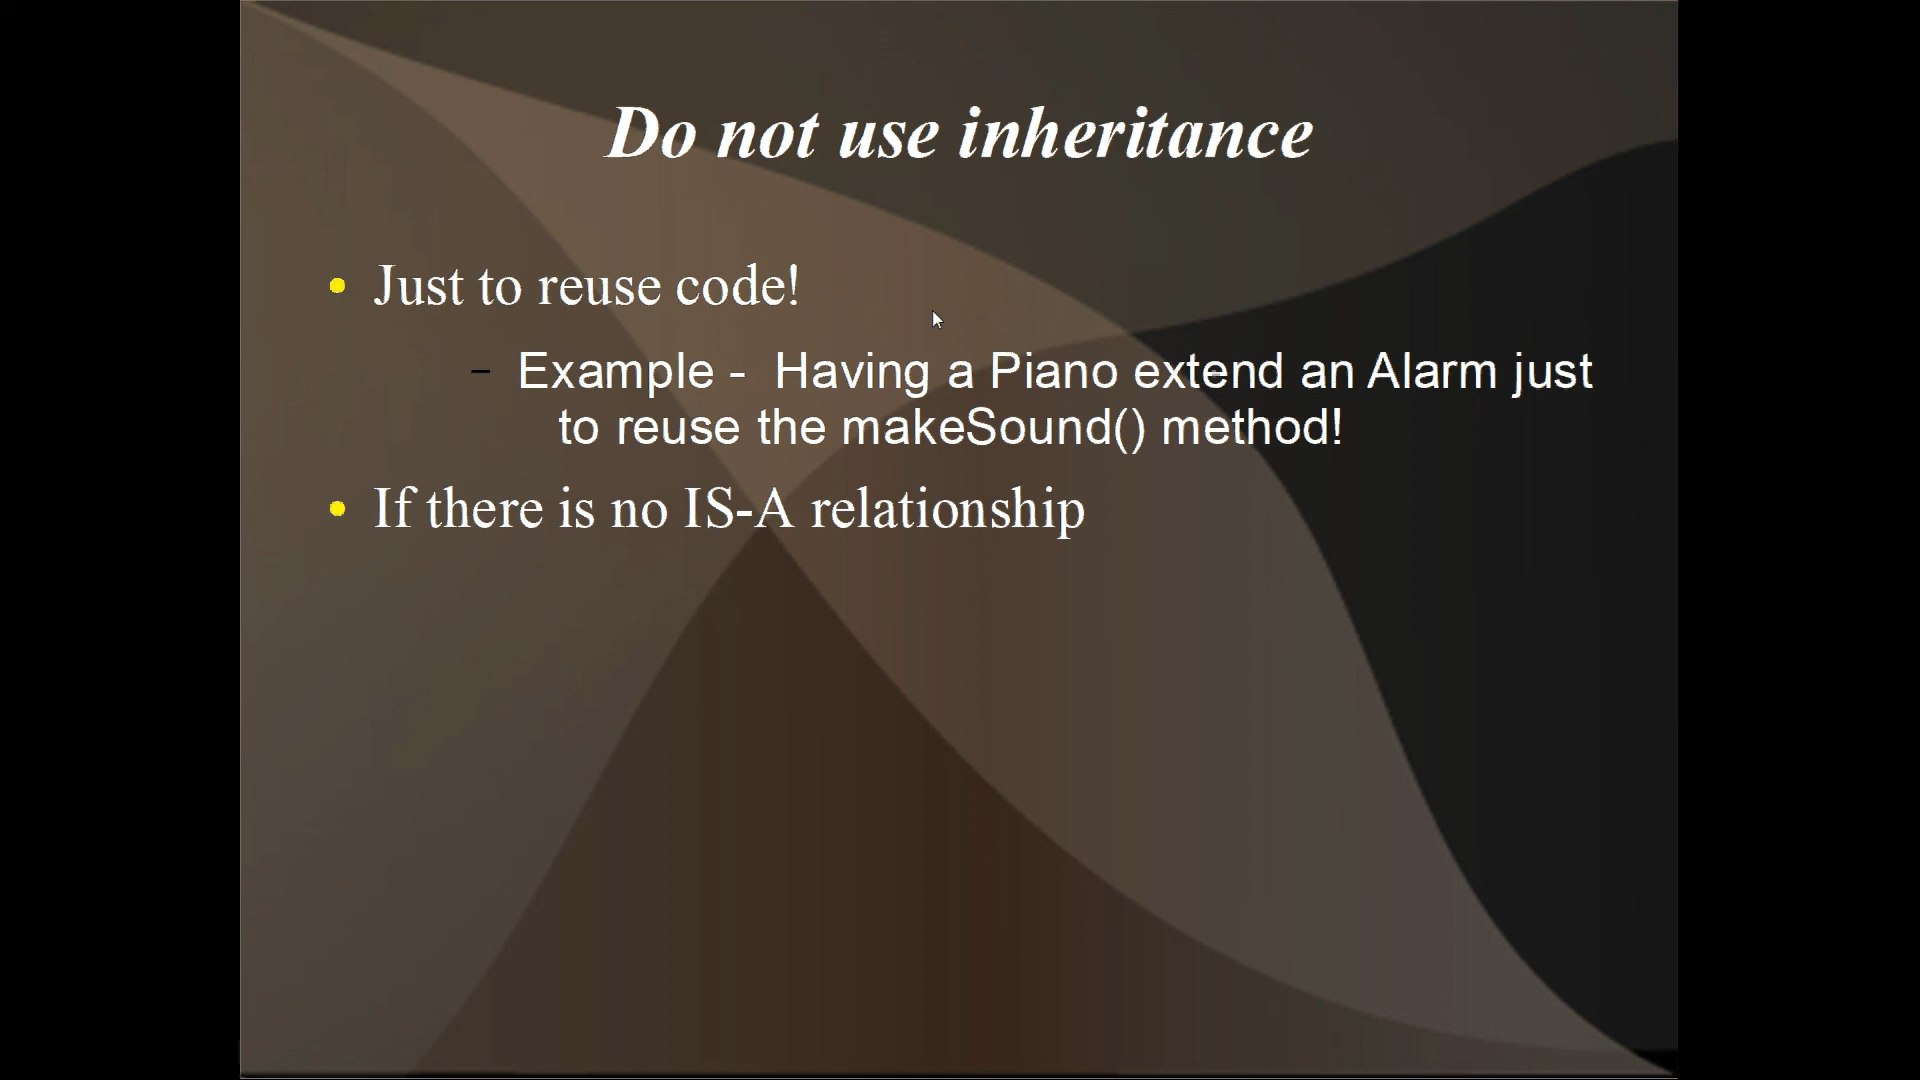 Do not use inheritance
• Just to reuse code!
– Example - Having a Piano extend an Alarm just
to reuse the makeSound() method!
• If there is no IS-A relationship